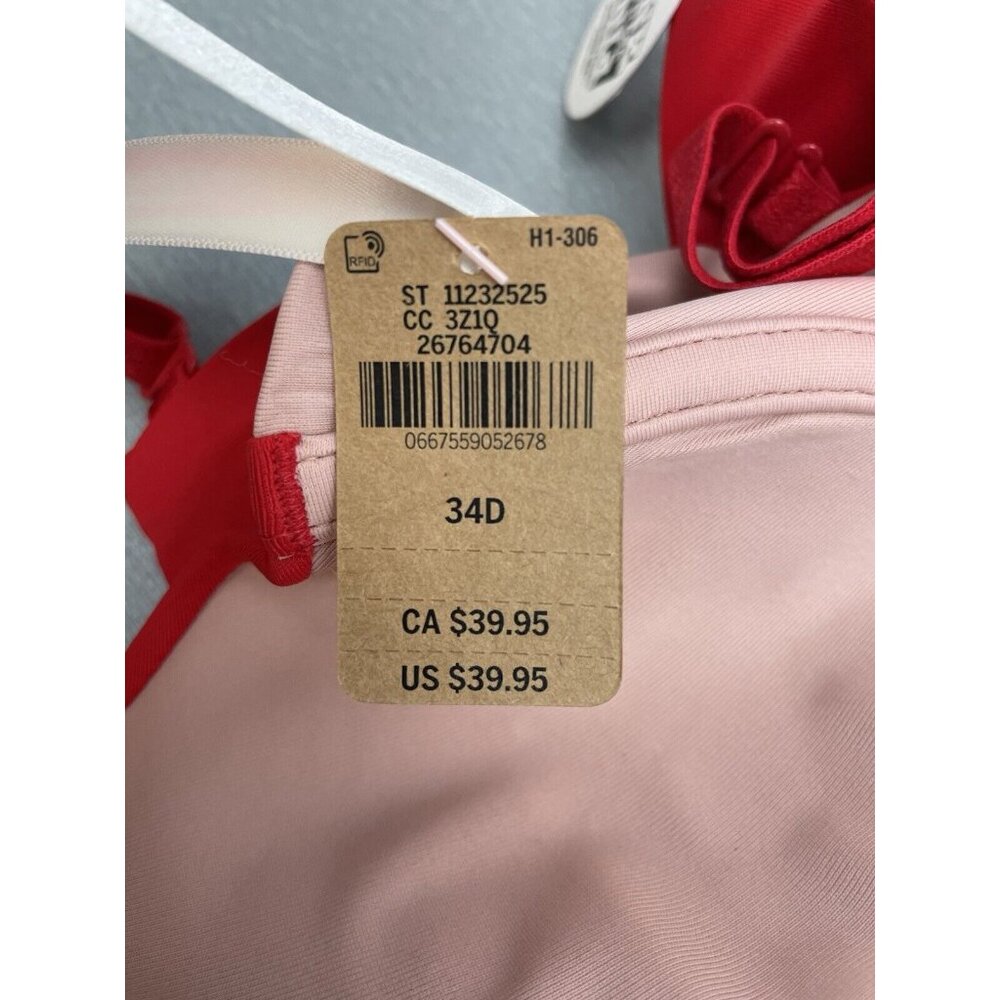 RFID
H1-306
ST 11232525
CC 3Z1Q
26764704
0667559052678
34D
CA $39.95
US $39.95